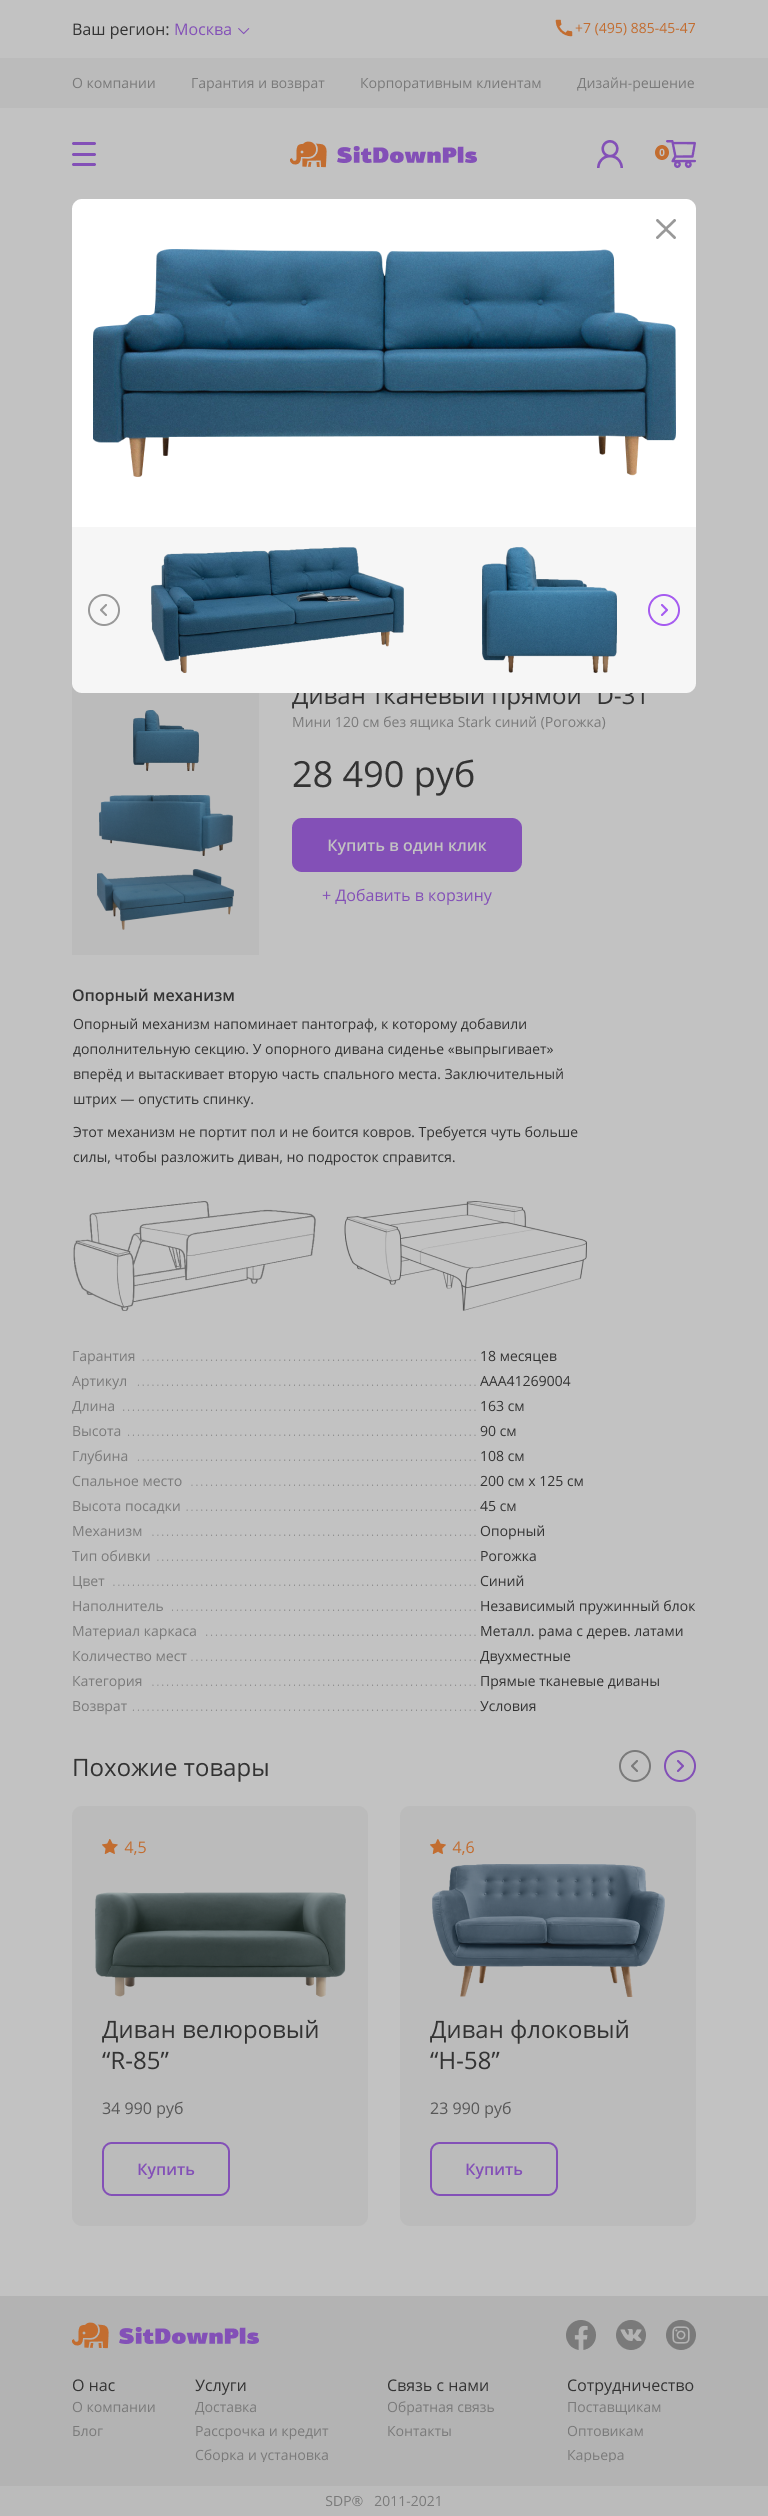 Ваш регион: Москва
+7 (495) 885-45-47
О компании Гарантия и возврат Корпоративным клиентам Дизайн-решение
SitDownPls
0
Диван тканевый прямой "D-31
Мини 120 см без ящика Stark синий (Рогожка)
28 490 руб
Купить в один клик
+ Добавить в корзину
Опорный механизм
Опорный механизм напоминает пантограф, к которому добавили
дополнительную секцию. У опорного дивана сиденье «выпрыгивает»
вперёд и вытаскивает вторую часть спального места. Заключительный
штрих — опустить спинку.
Этот механизм не портит пол и не боится ковров. Требуется чуть больше
силы, чтобы разложить диван, но подросток справится.
Гарантия 18 месяцев
Артикул ААА41269004
Длина 163 см
Высота 90 см
Глубина 108 см
Спальное место 200 см х 125 см
Высота посадки 45 см
Механизм Опорный
Тип обивки Рогожка
Цвет Синий
Наполнитель Независимый пружинный блок
Материал каркаса Металл. рама с дерев. латами
Количество мест Двухместные
Категория Прямые тканевые диваны
Возврат Условия
Похожие товары
4,5
Диван велюровый
“R-85”
34 990 руб
Купить
4,6
Диван флоковый
“H-58”
23 990 руб
Купить
SitDownPls
О нас Услуги Связь с нами Сотрудничество
О компании Доставка Обратная связь Поставщикам
Блог Рассрочка и кредит Контакты Оптовикам
Сборка и установка Карьера
SDP® 2011-2021